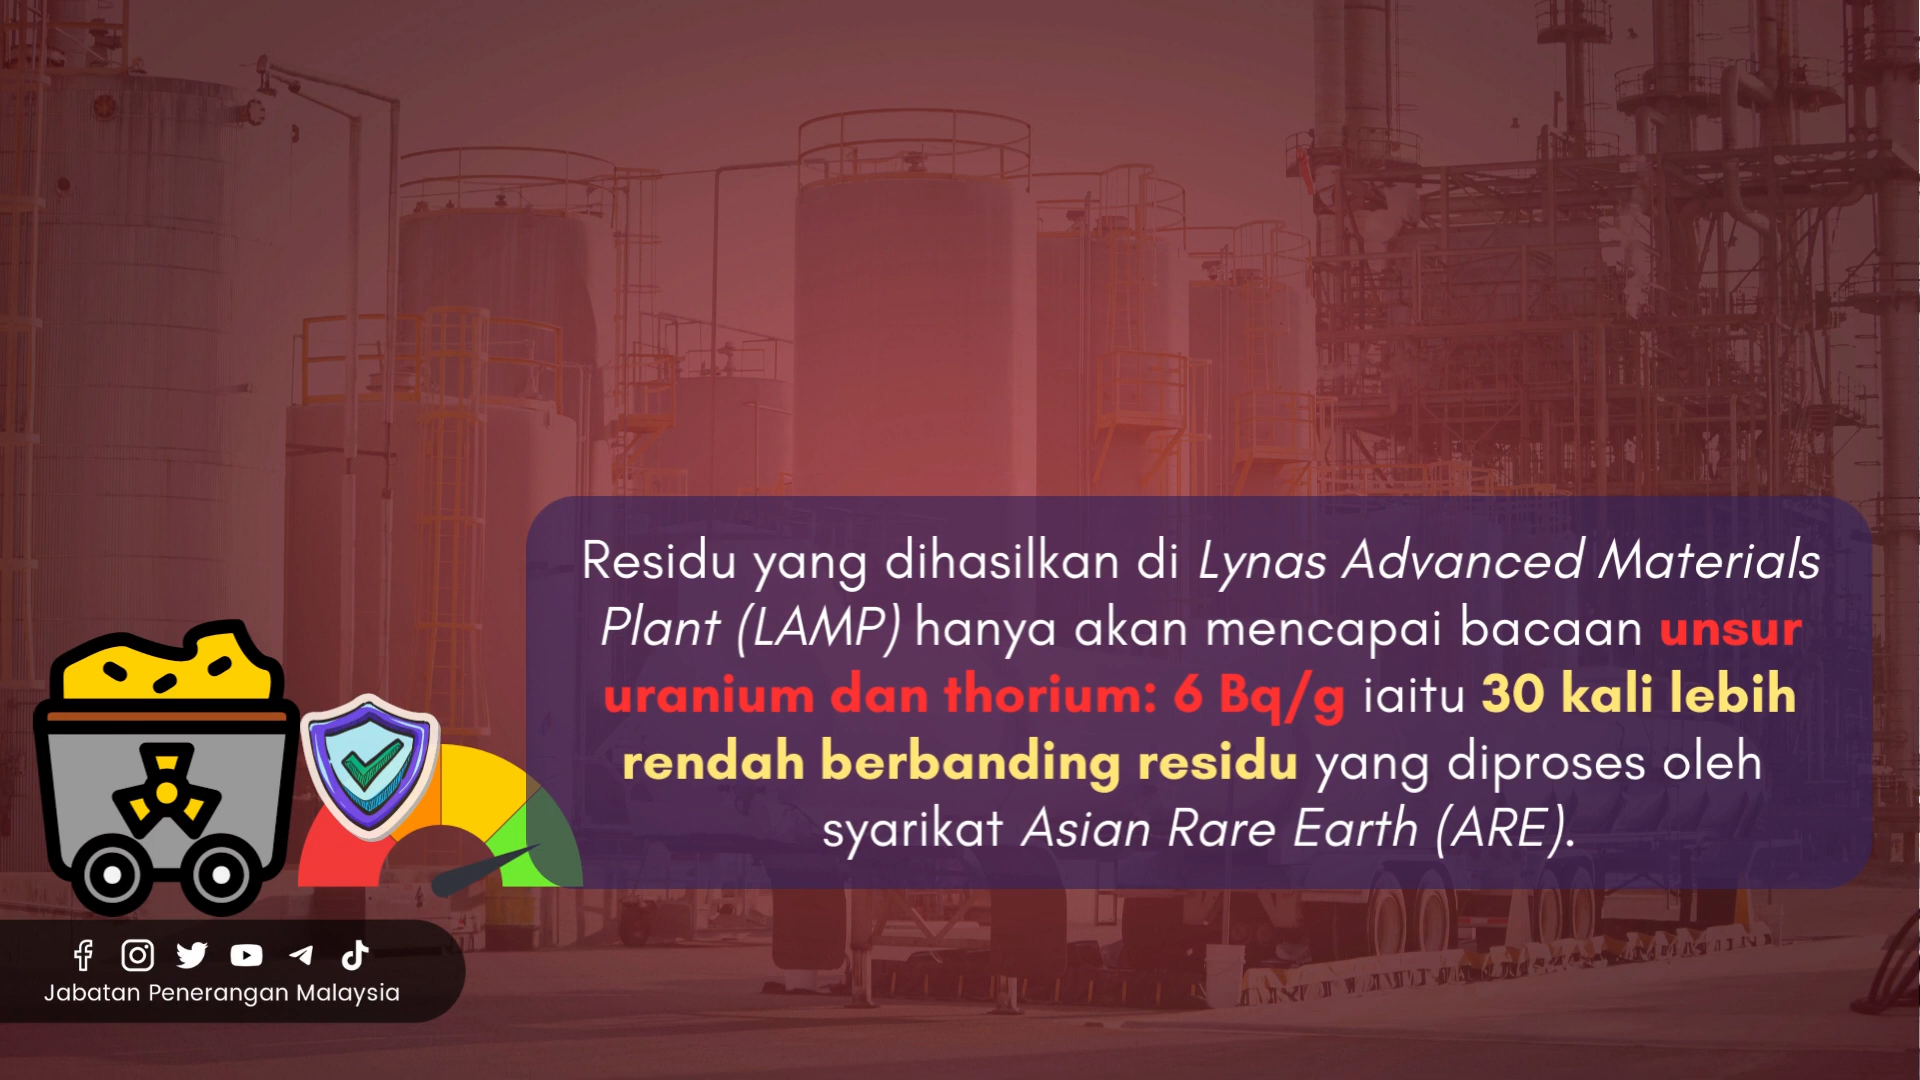 Residu yang dihasilkan di Lynas Advanced Materials
Plant (LAMP) hanya akan mencapai bacaan unsur
uranium dan thorium: 6 Bq/g iaitu 30 kali lebih
rendah berbanding residu yang diproses oleh
syarikat Asian Rare Earth (ARE).
Jabatan Penerangan Malaysia